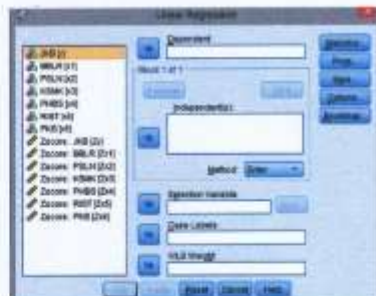 Linear Regression
Dependent
JKB [y]
BBLR [x1]
PSLN [x2]
KSMK [x3]
PHBS [x4]
RIST [x5]
PKB [x6]
Zscore: JKB [Zy]
Zscore: BBLR [Zx1]
Zscore: PSLN [Zx2]
Zscore: KSMK [Zx3]
Zscore: PHBS [Zx4]
Zscore: RIST [Zx5]
Zscore: PKB [Zx6]
Block 1 of 1
Independent(s):
Method: Enter
Selection Variable:
Case Labels:
WLS Weight:
Statistics
Plots
Save
Options
Bootstrap
Reset
Cancel
Help